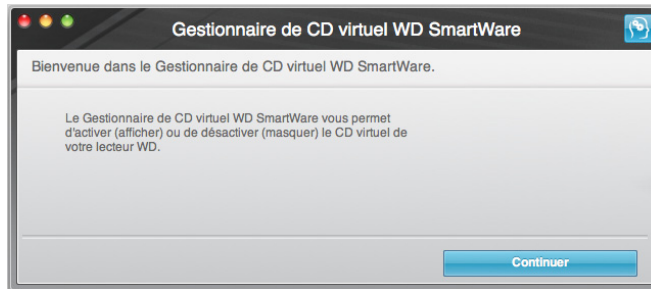 Gestionnaire de CD virtuel WD SmartWare
Bienvenue dans le Gestionnaire de CD virtuel WD SmartWare.
Le Gestionnaire de CD virtuel WD SmartWare vous permet
d'activer (afficher) ou de désactiver (masquer) le CD virtuel de
votre lecteur WD.
Continuer